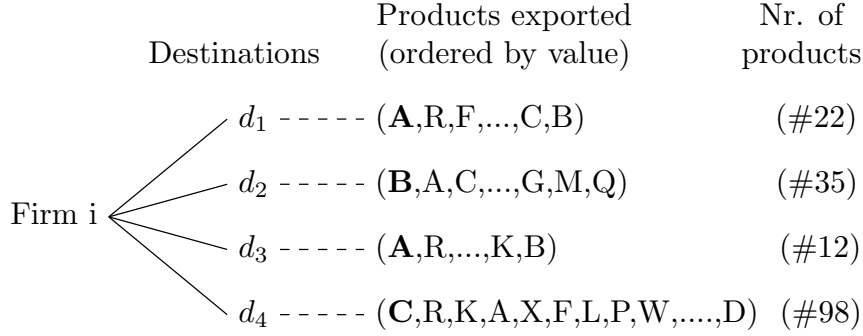 Products exported Nr. of
Destinations (ordered by value) products
d1 (A,R,F,...,C,B) (#22)
d2 (B,A,C,...,G,M,Q) (#35)
Firm i
d3 (A,R,...,K,B) (#12)
d4 (C,R,K,A,X,F,L,P,W,....,D) (#98)